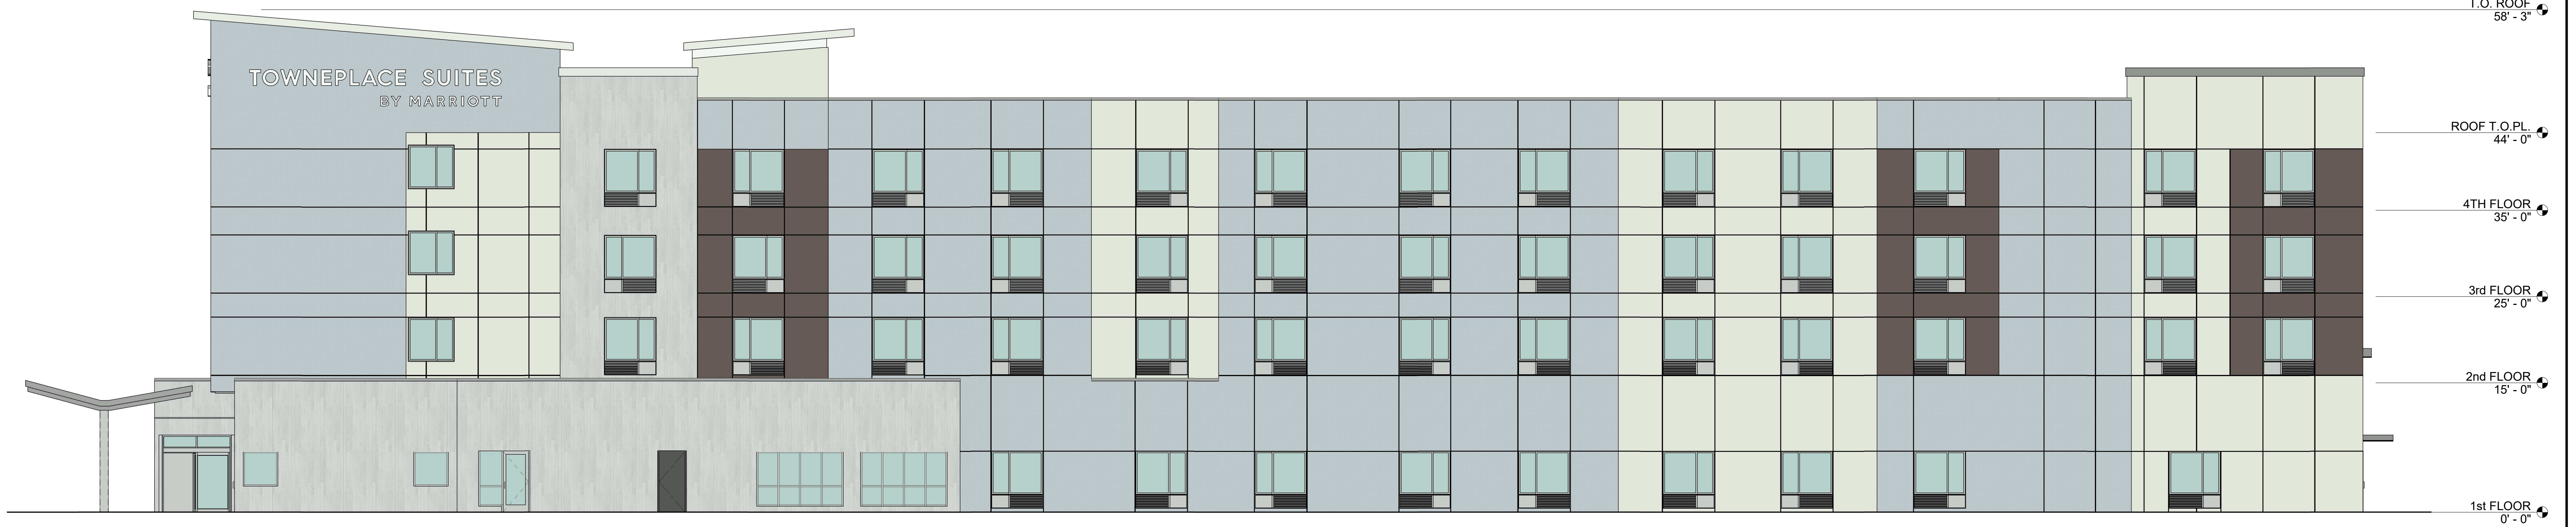 T.O. ROOF
58' - 3"
TOWNEPLACE SUITES
BY MARRIOTT
ROOF T.O.PL.
44' - 0"
4TH FLOOR
35' - 0"
3rd FLOOR
25' - 0"
2nd FLOOR
15' - 0"
1st FLOOR
0' - 0"